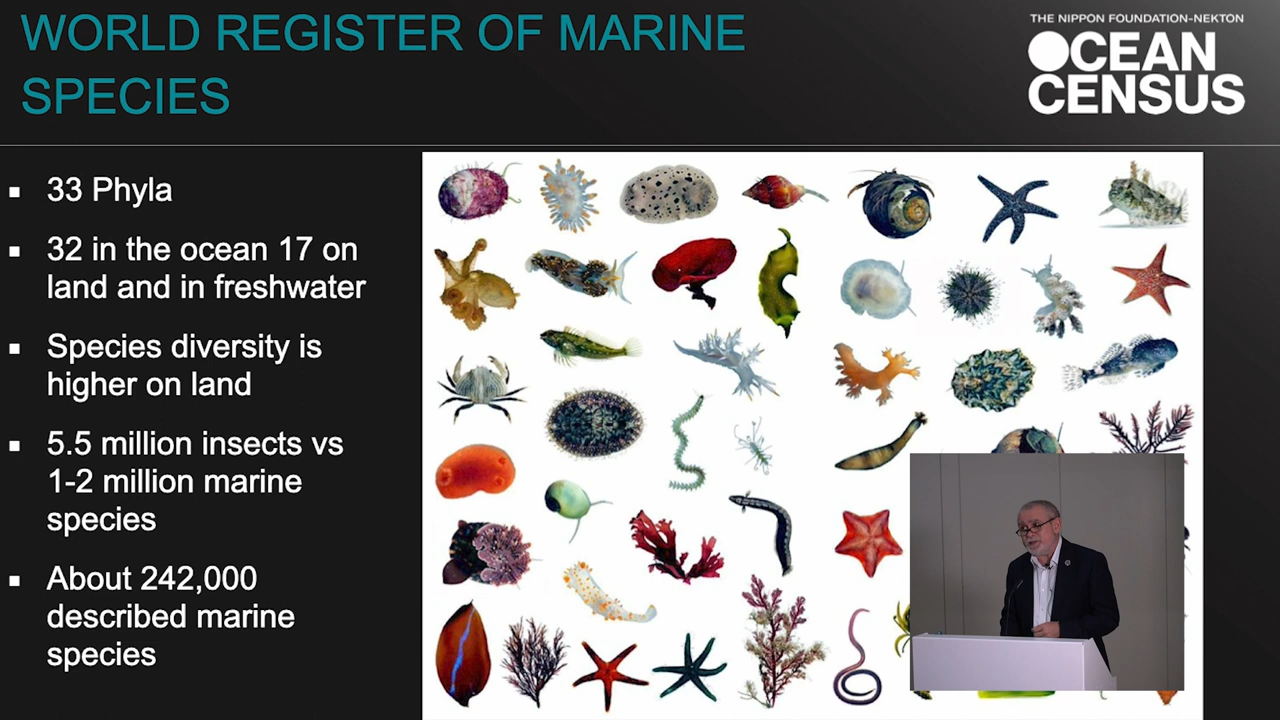 WORLD REGISTER OF MARINE
SPECIES
THE NIPPON FOUNDATION-NEKTON
OCEAN
CENSUS
▪ 33 Phyla
▪ 32 in the ocean 17 on
land and in freshwater
▪ Species diversity is
higher on land
▪ 5.5 million insects vs
1-2 million marine
species
▪ About 242,000
described marine
species